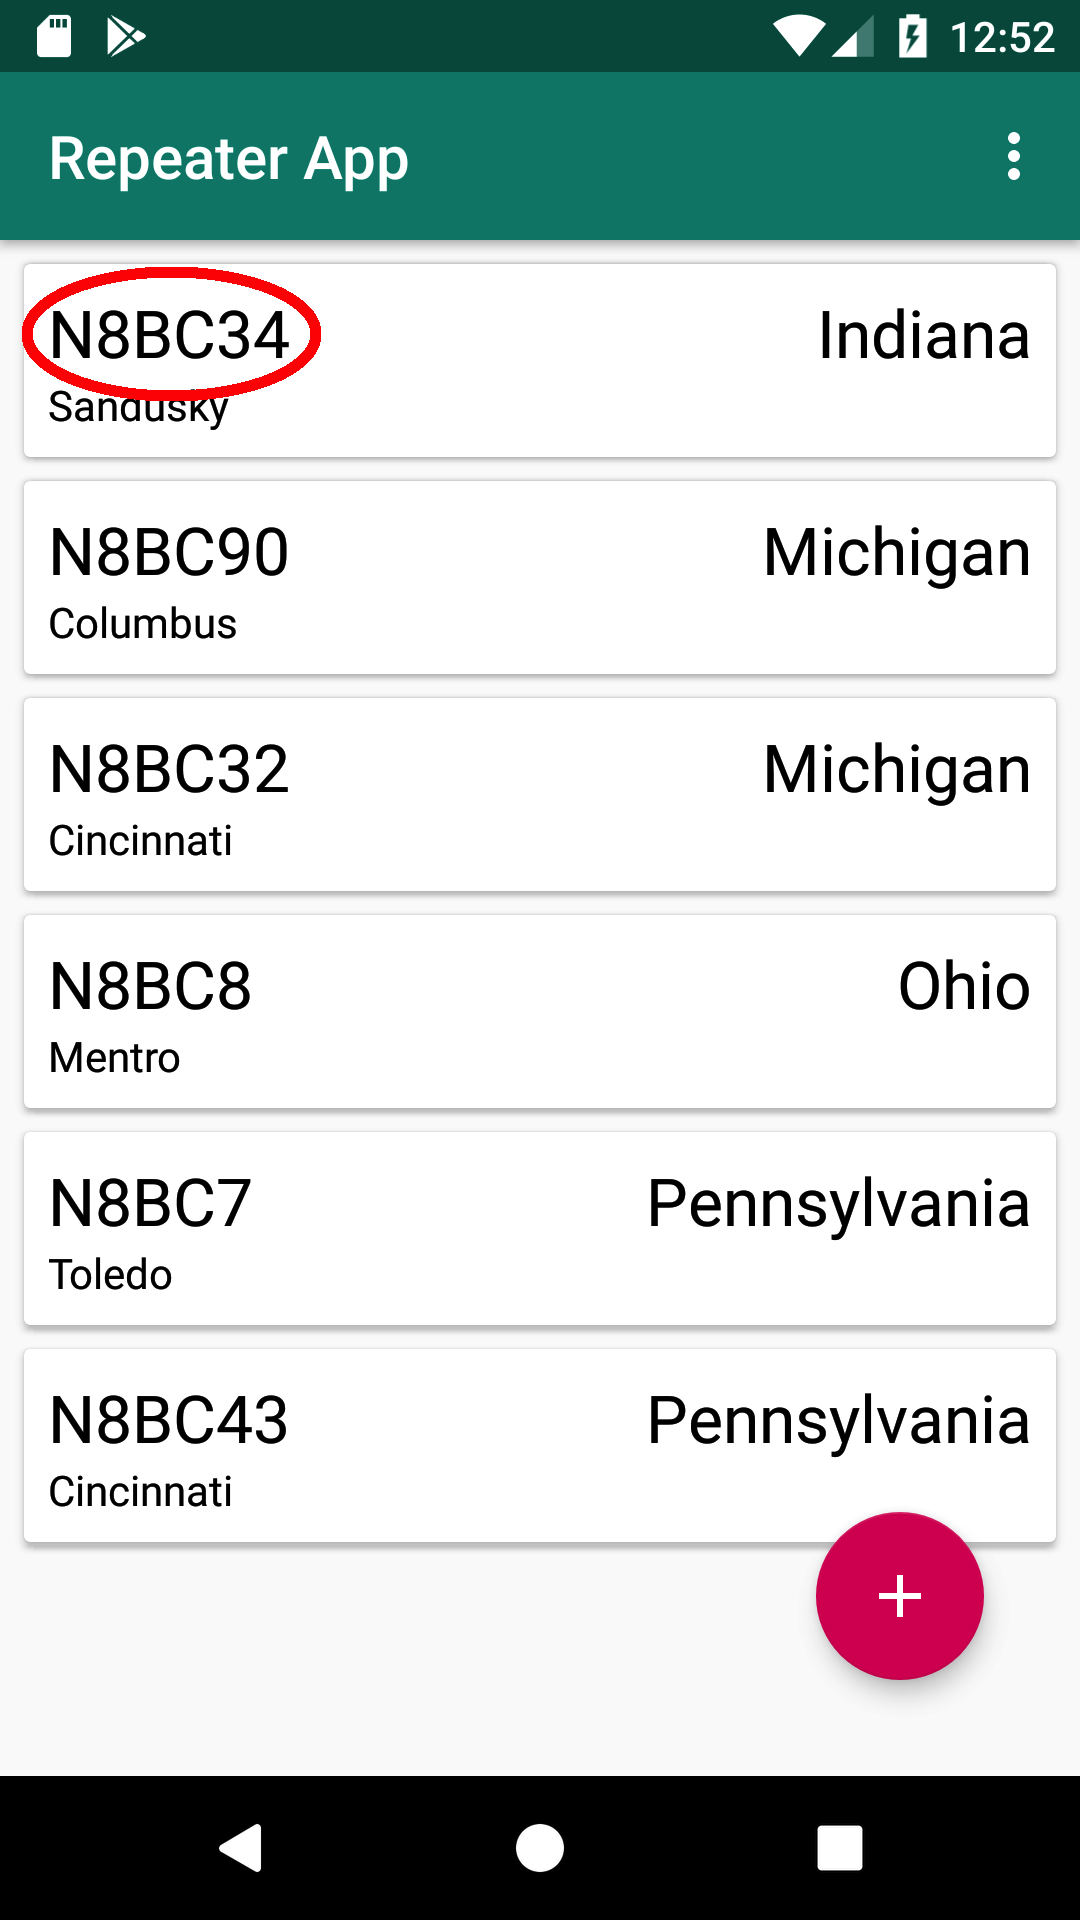 12:52
Repeater App
N8BC34 Indiana
Sandusky
N8BC90 Michigan
Columbus
N8BC32 Michigan
Cincinnati
N8BC8 Ohio
Mentro
N8BC7 Pennsylvania
Toledo
N8BC43 Pennsylvania
Cincinnati